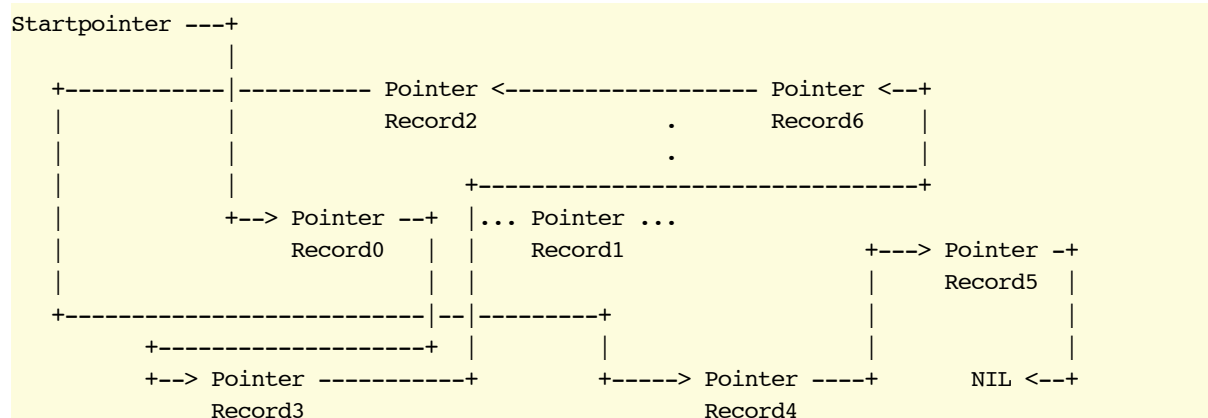 Startpointer ---+
|
+------------|---------- Pointer <------------------- Pointer <--+
| | Record2 . Record6 |
| | . |
| | +---------------------------------+
| +--> Pointer --+ |... Pointer ...
| Record0 | | Record1 +---> Pointer -+
| | | | Record5 |
+---------------------------|--|---------+ | |
+--------------------+ | | | |
+--> Pointer -----------+ +-----> Pointer ----+ NIL <--+
Record3 Record4